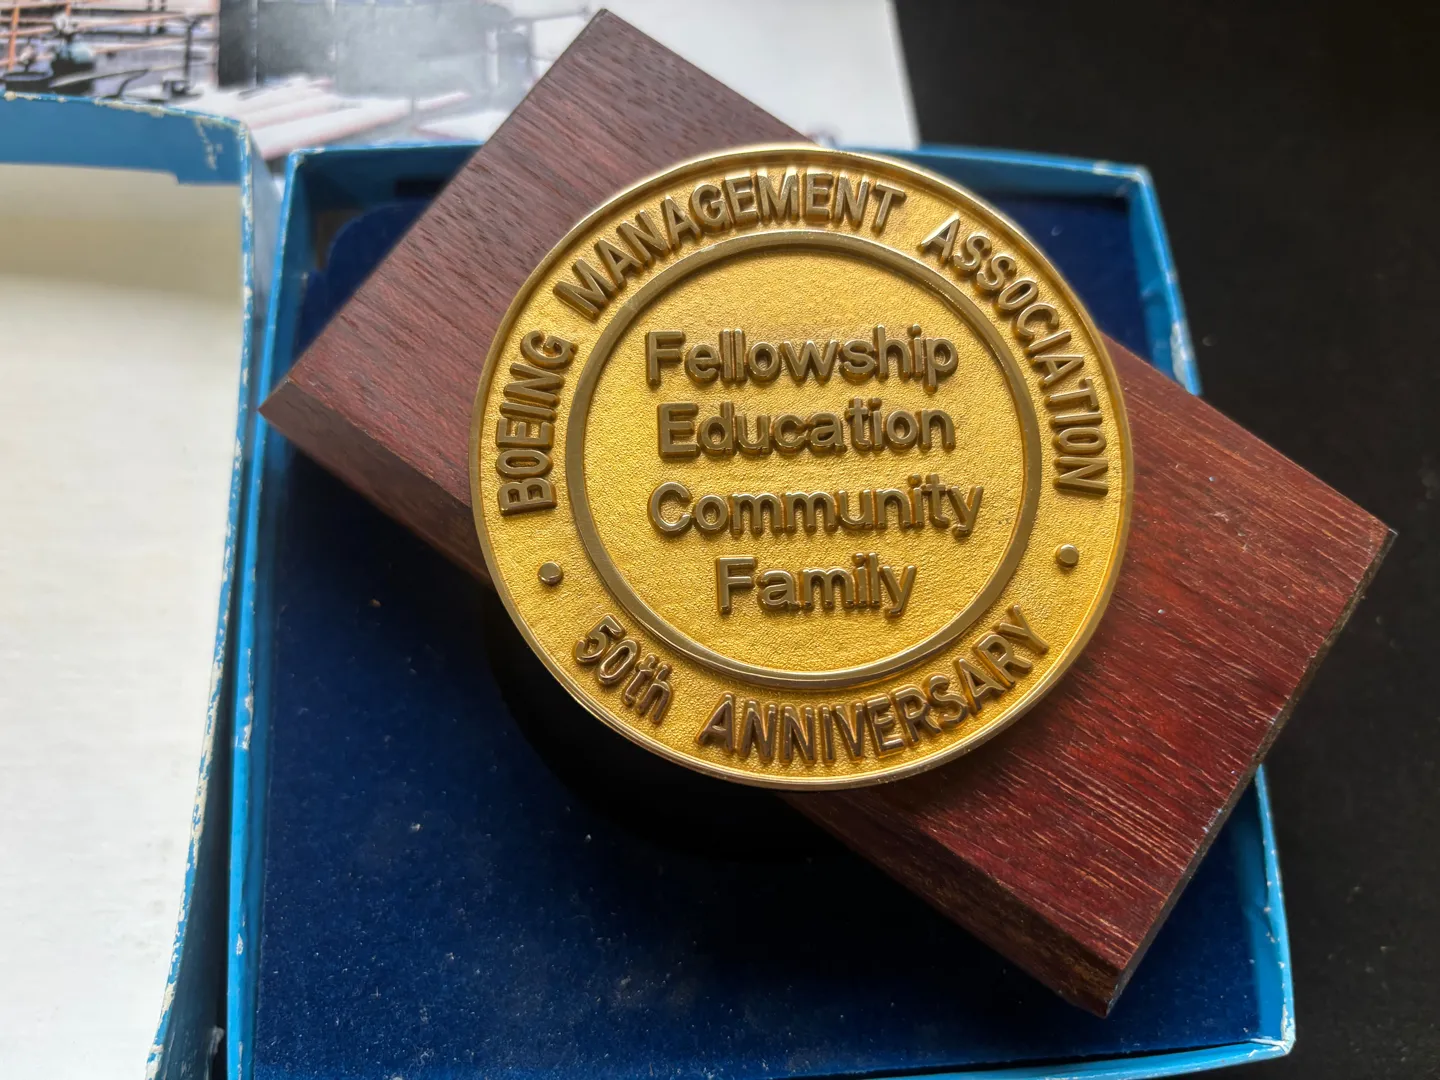 BOEING MANAGEMENT ASSOCIATION
Fellowship
Education
Community
Family
50th ANNIVERSARY